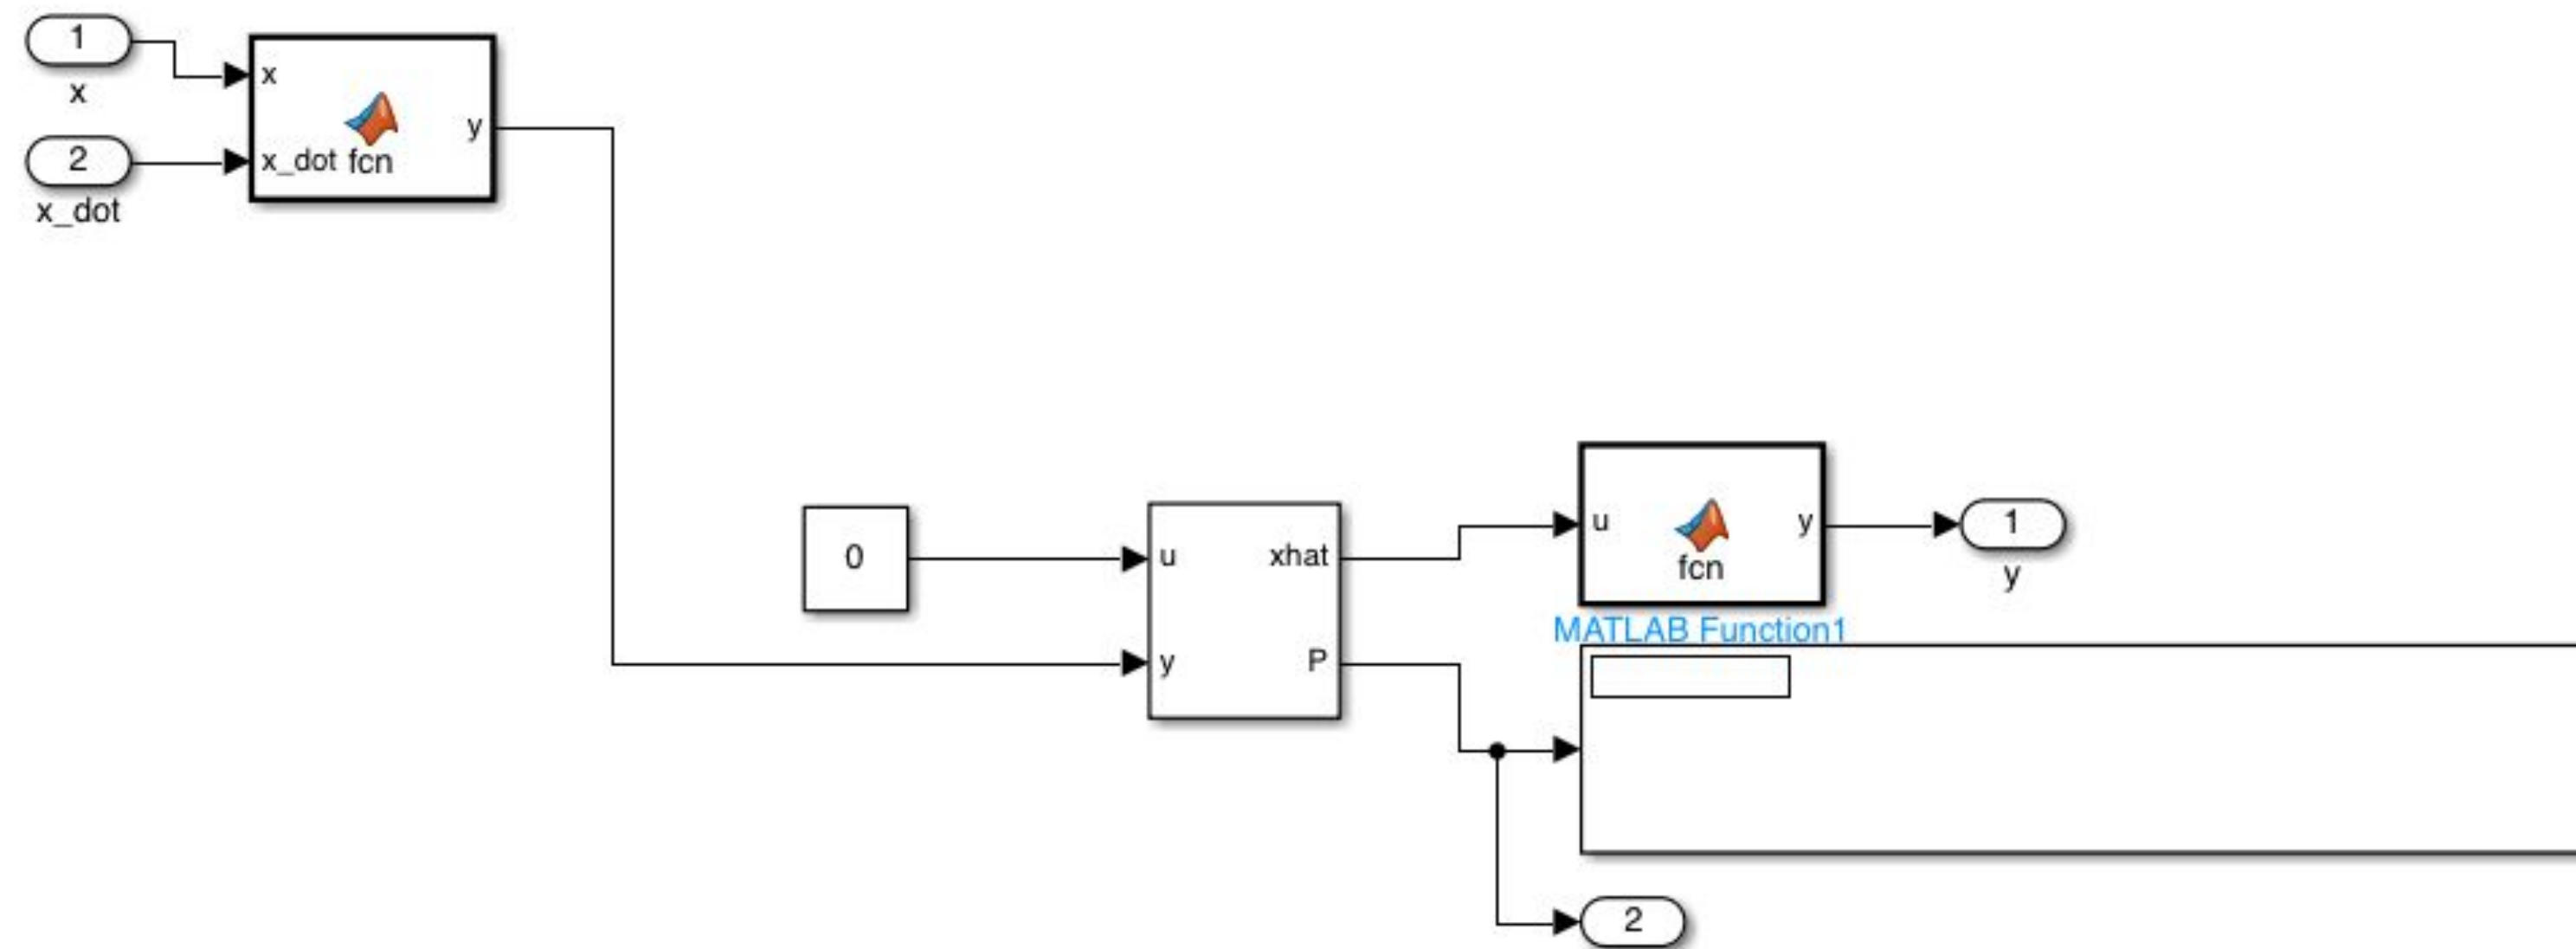 1
x
2
x_dot
x
x_dot fcn
y
0
u
y
xhat
P
u
fcn
y
MATLAB Function1
1
y
2